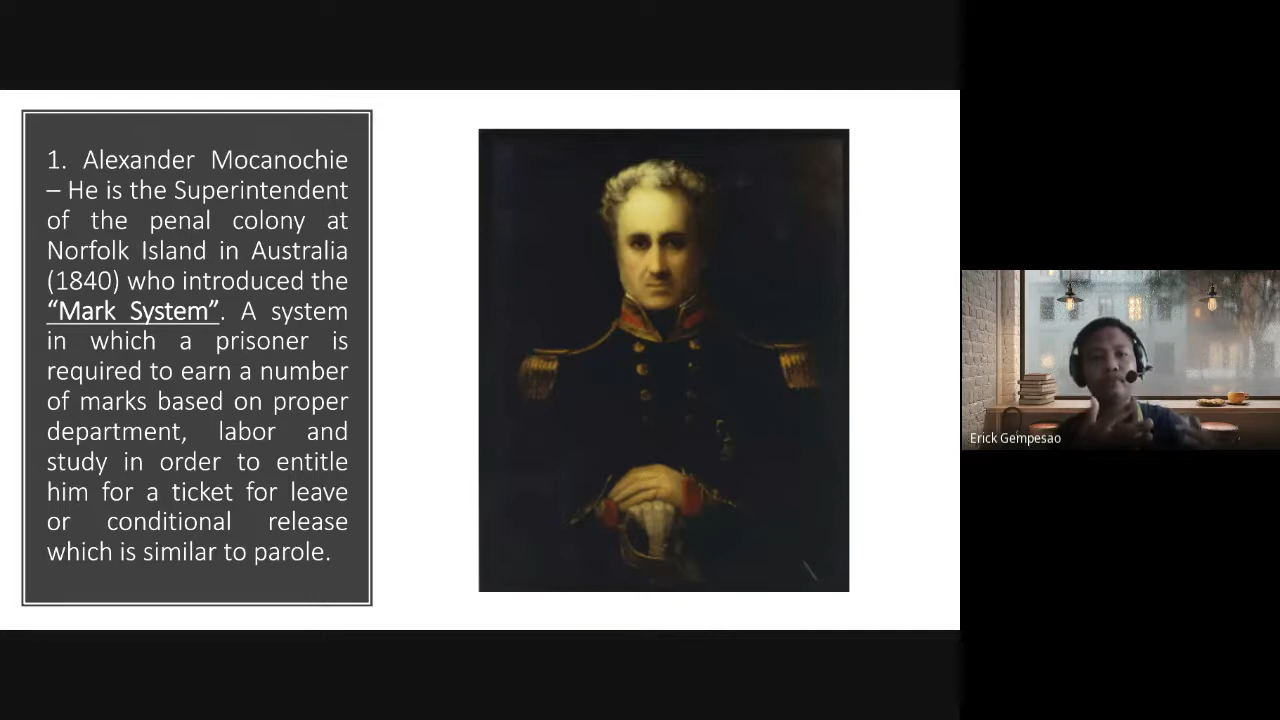 1. Alexander Mocanochie
– He is the Superintendent
of the penal colony at
Norfolk Island in Australia
(1840) who introduced the
“Mark System”. A system
in which a prisoner is
required to earn a number
of marks based on proper
department, labor and
study in order to entitle
him for a ticket for leave
or conditional release
which is similar to parole.
Erick Gempesao